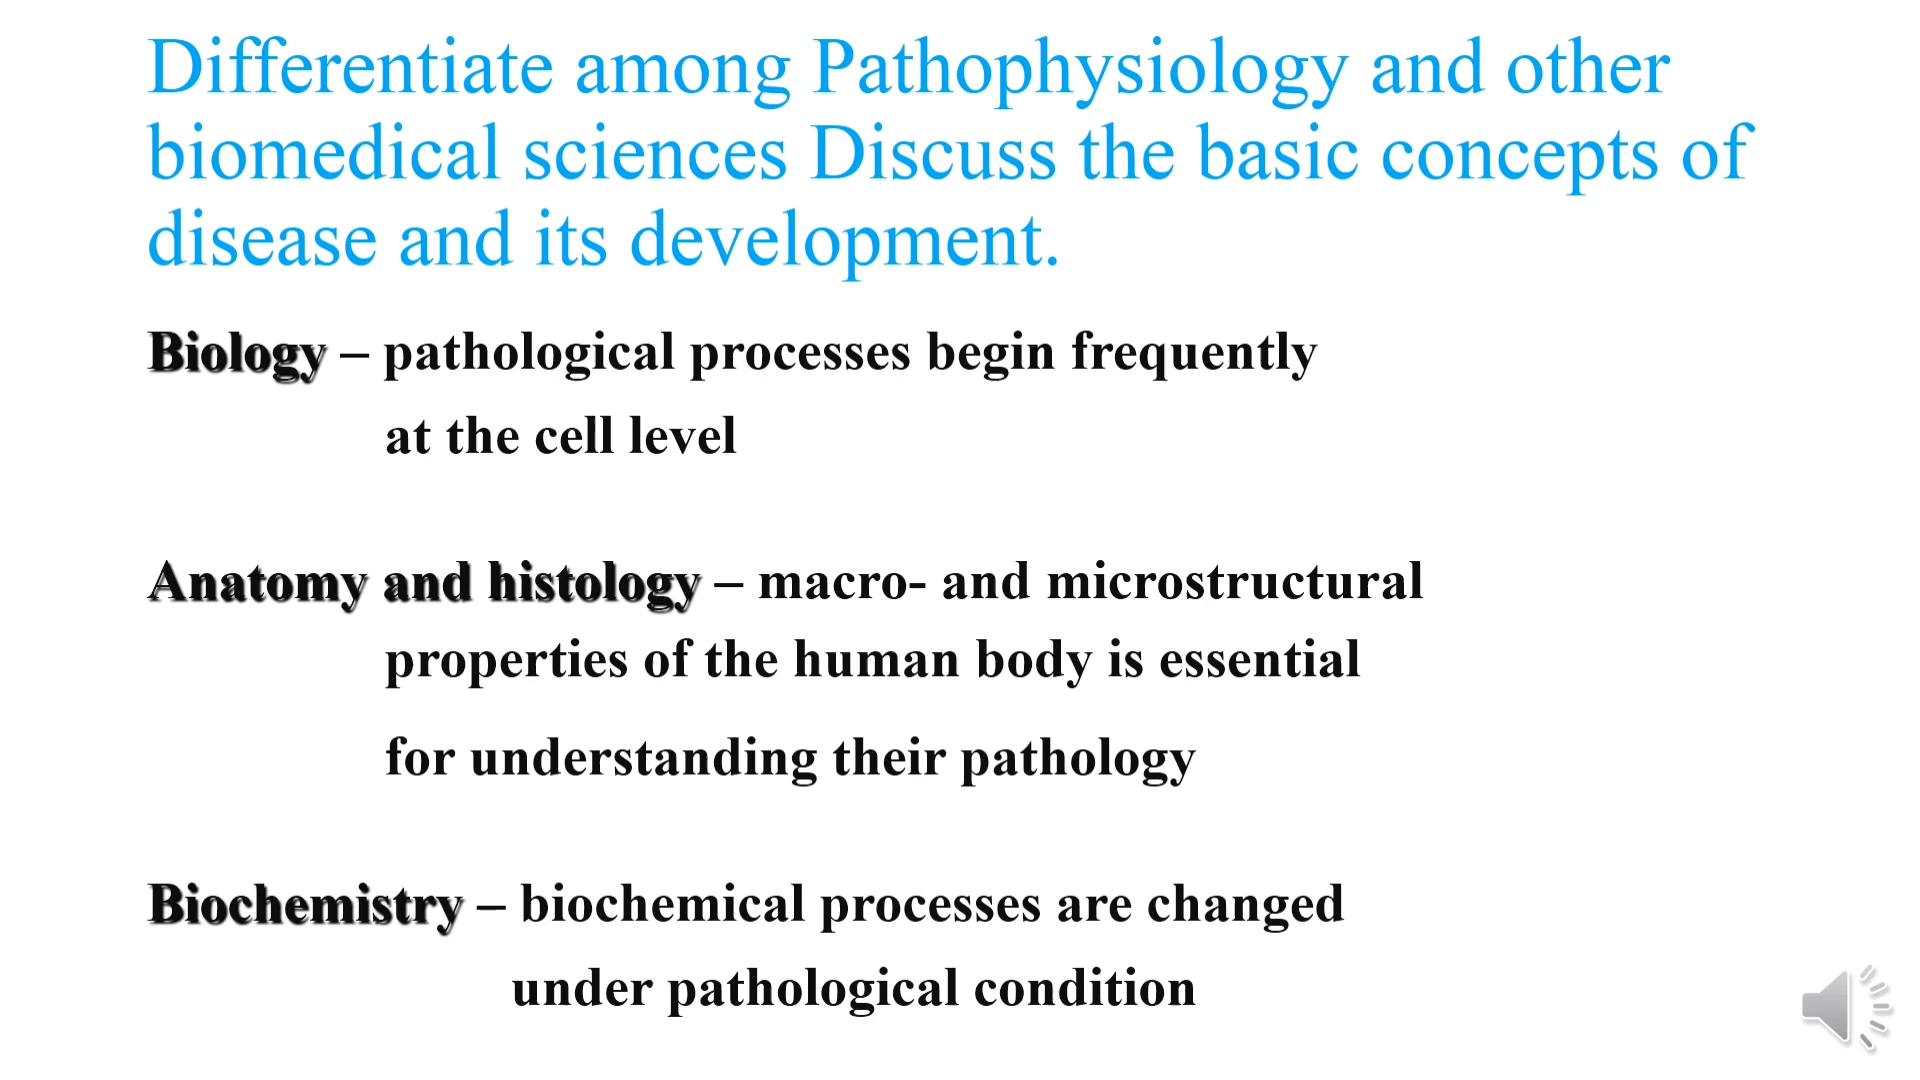 Differentiate among Pathophysiology and other
biomedical sciences Discuss the basic concepts of
disease and its development.
Biology – pathological processes begin frequently
at the cell level
Anatomy and histology – macro- and microstructural
properties of the human body is essential
for understanding their pathology
Biochemistry – biochemical processes are changed
under pathological condition